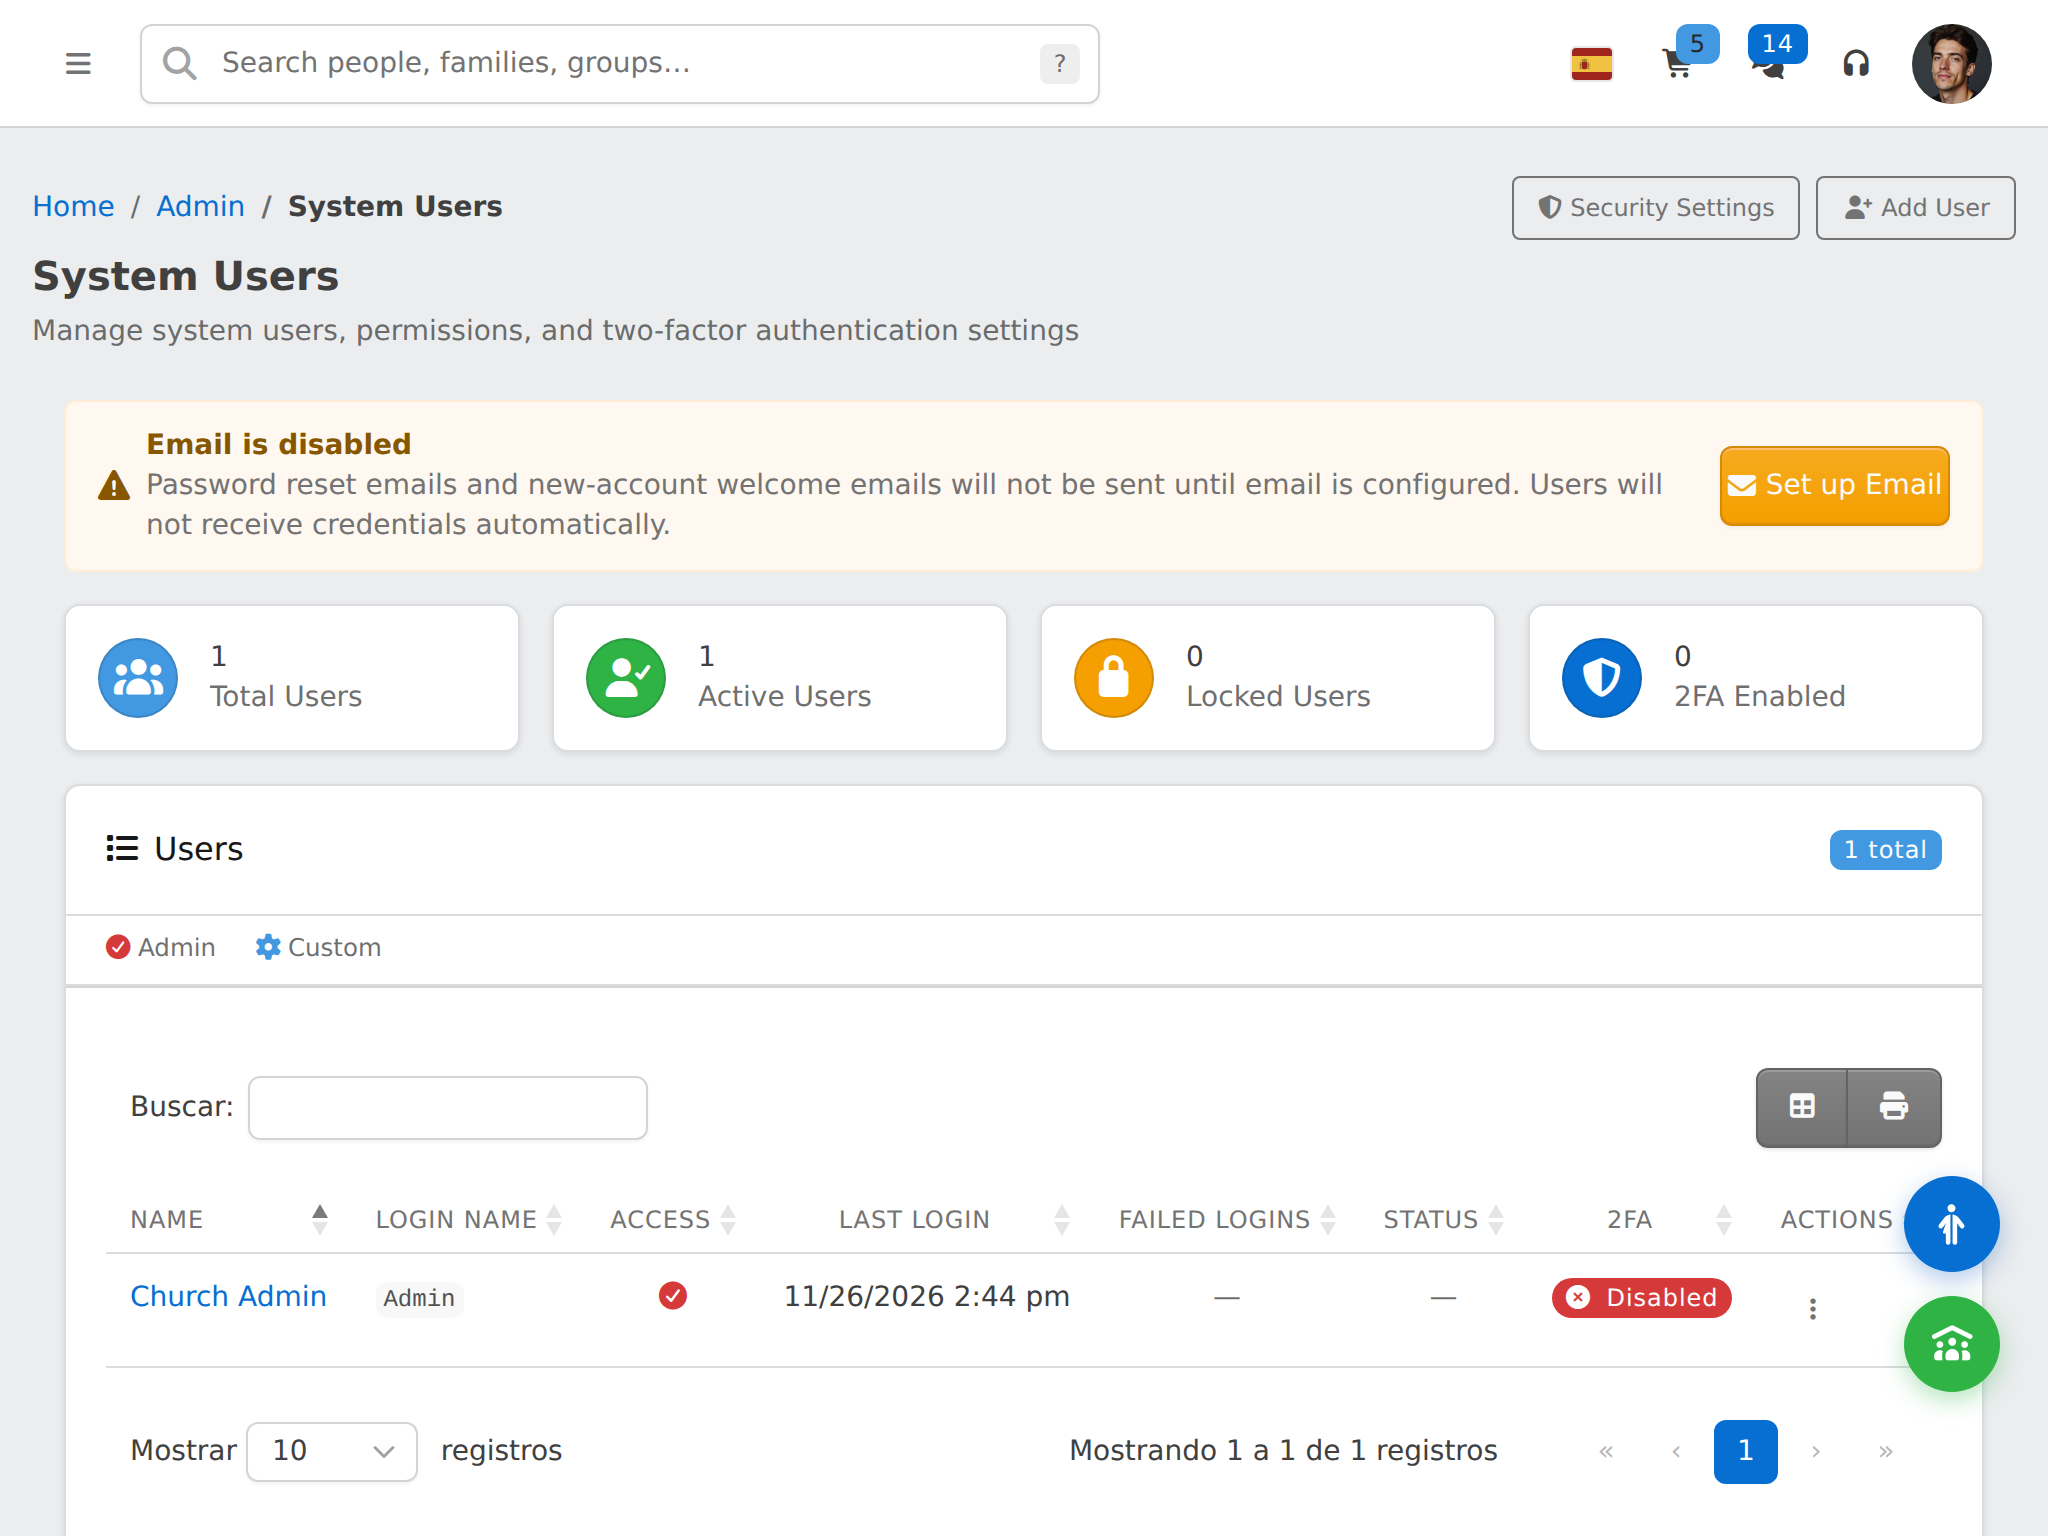 Search people, families, groups...
?
5
14
Home / Admin / System Users
Security Settings
Add User
System Users
Manage system users, permissions, and two-factor authentication settings
Email is disabled
Password reset emails and new-account welcome emails will not be sent until email is configured. Users will
not receive credentials automatically.
Set up Email
1
Total Users
1
Active Users
0
Locked Users
0
2FA Enabled
Users
1 total
Admin
Custom
Buscar:
NAME LOGIN NAME ACCESS LAST LOGIN FAILED LOGINS STATUS 2FA ACTIONS
Church Admin Admin 11/26/2026 2:44 pm — — Disabled
Mostrar 10 registros
Mostrando 1 a 1 de 1 registros
« ‹ 1 › »